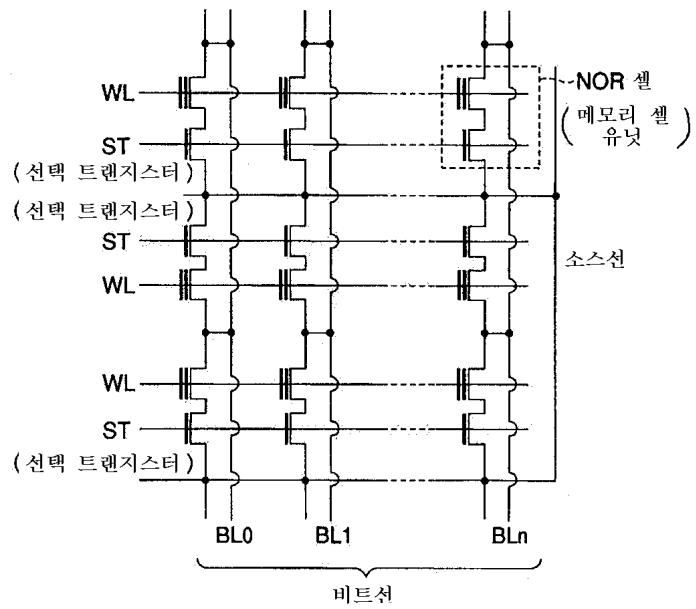 WL
NOR 셀
(메모리 셀
유닛)
ST
(선택 트랜지스터)
(선택 트랜지스터)
ST
소스선
WL
WL
ST
(선택 트랜지스터)
BL0 BL1 BLn
비트선